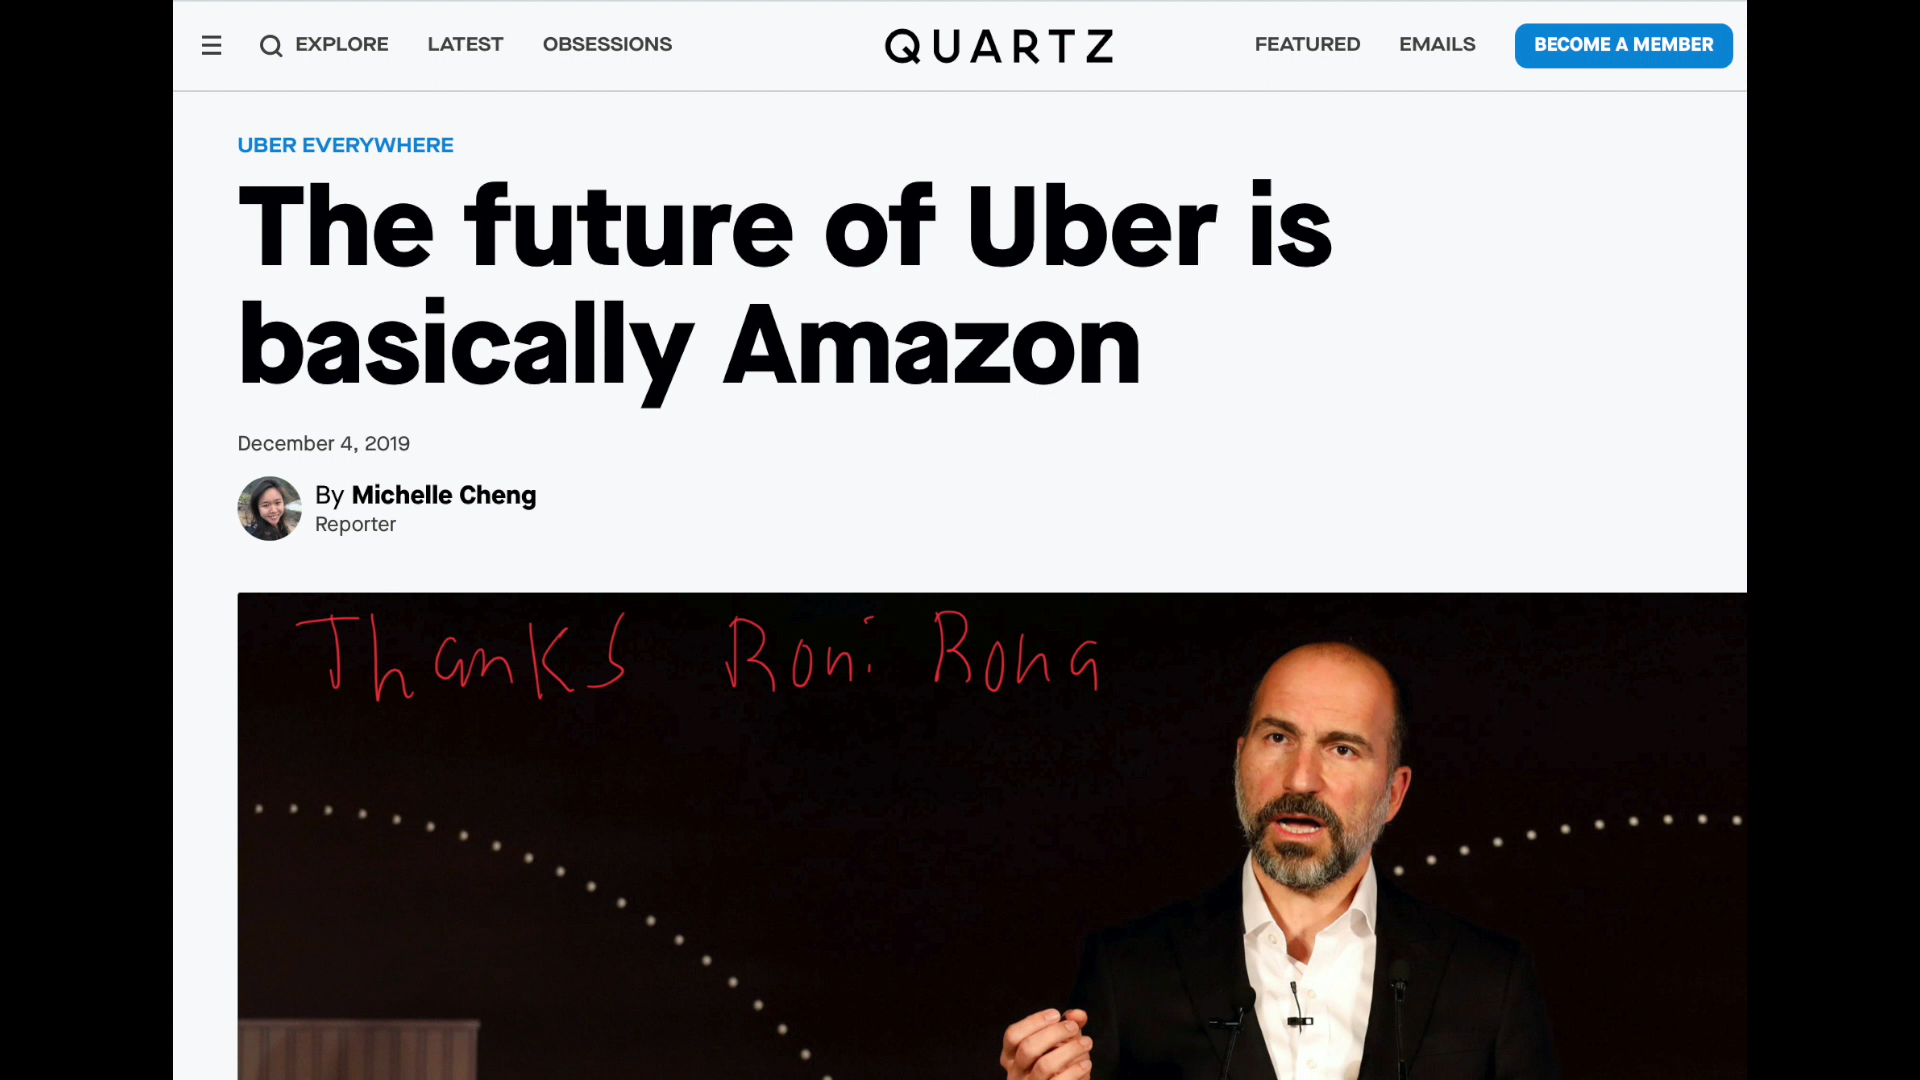 EXPLORE LATEST OBSESSIONS QUARTZ FEATURED EMAILS BECOME A MEMBER
UBER EVERYWHERE
The future of Uber is
basically Amazon
December 4, 2019
By Michelle Cheng
Reporter
Thanks Roni Rona